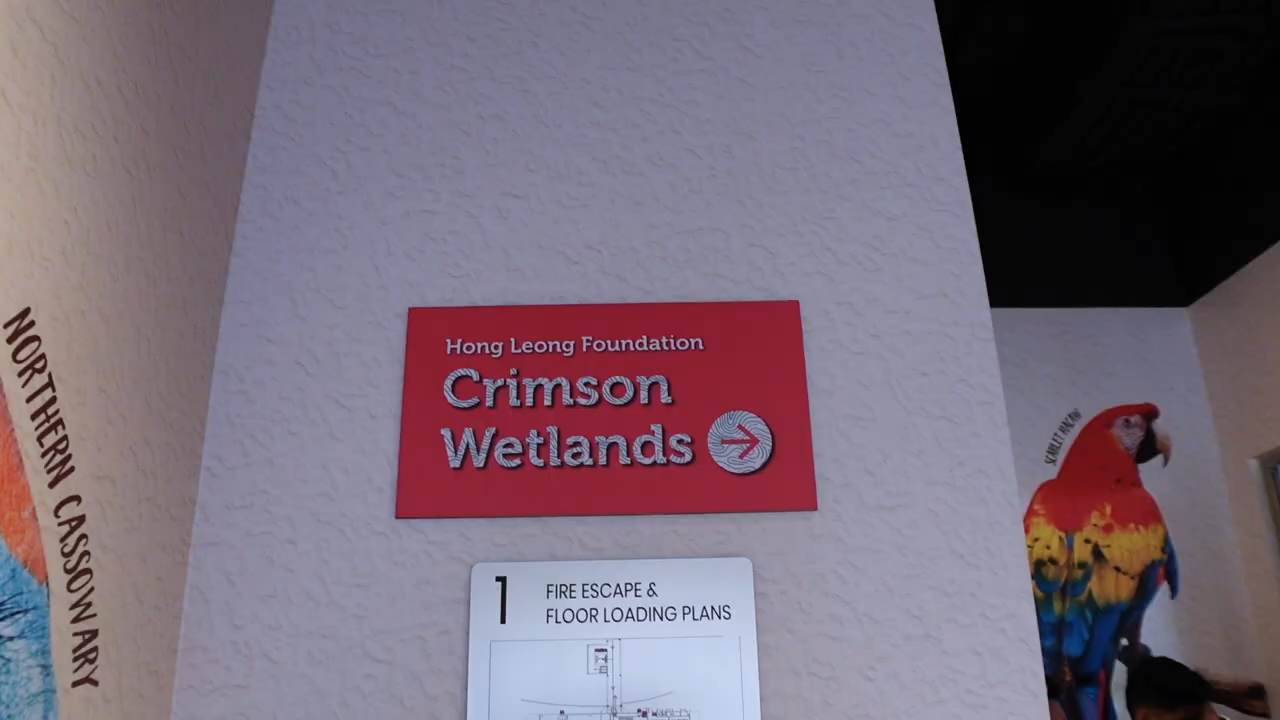 NORTHERN CASSOWARY
Hong Leong Foundation
Crimson
Wetlands
1
FIRE ESCAPE &
FLOOR LOADING PLANS
SCARLET MACAW